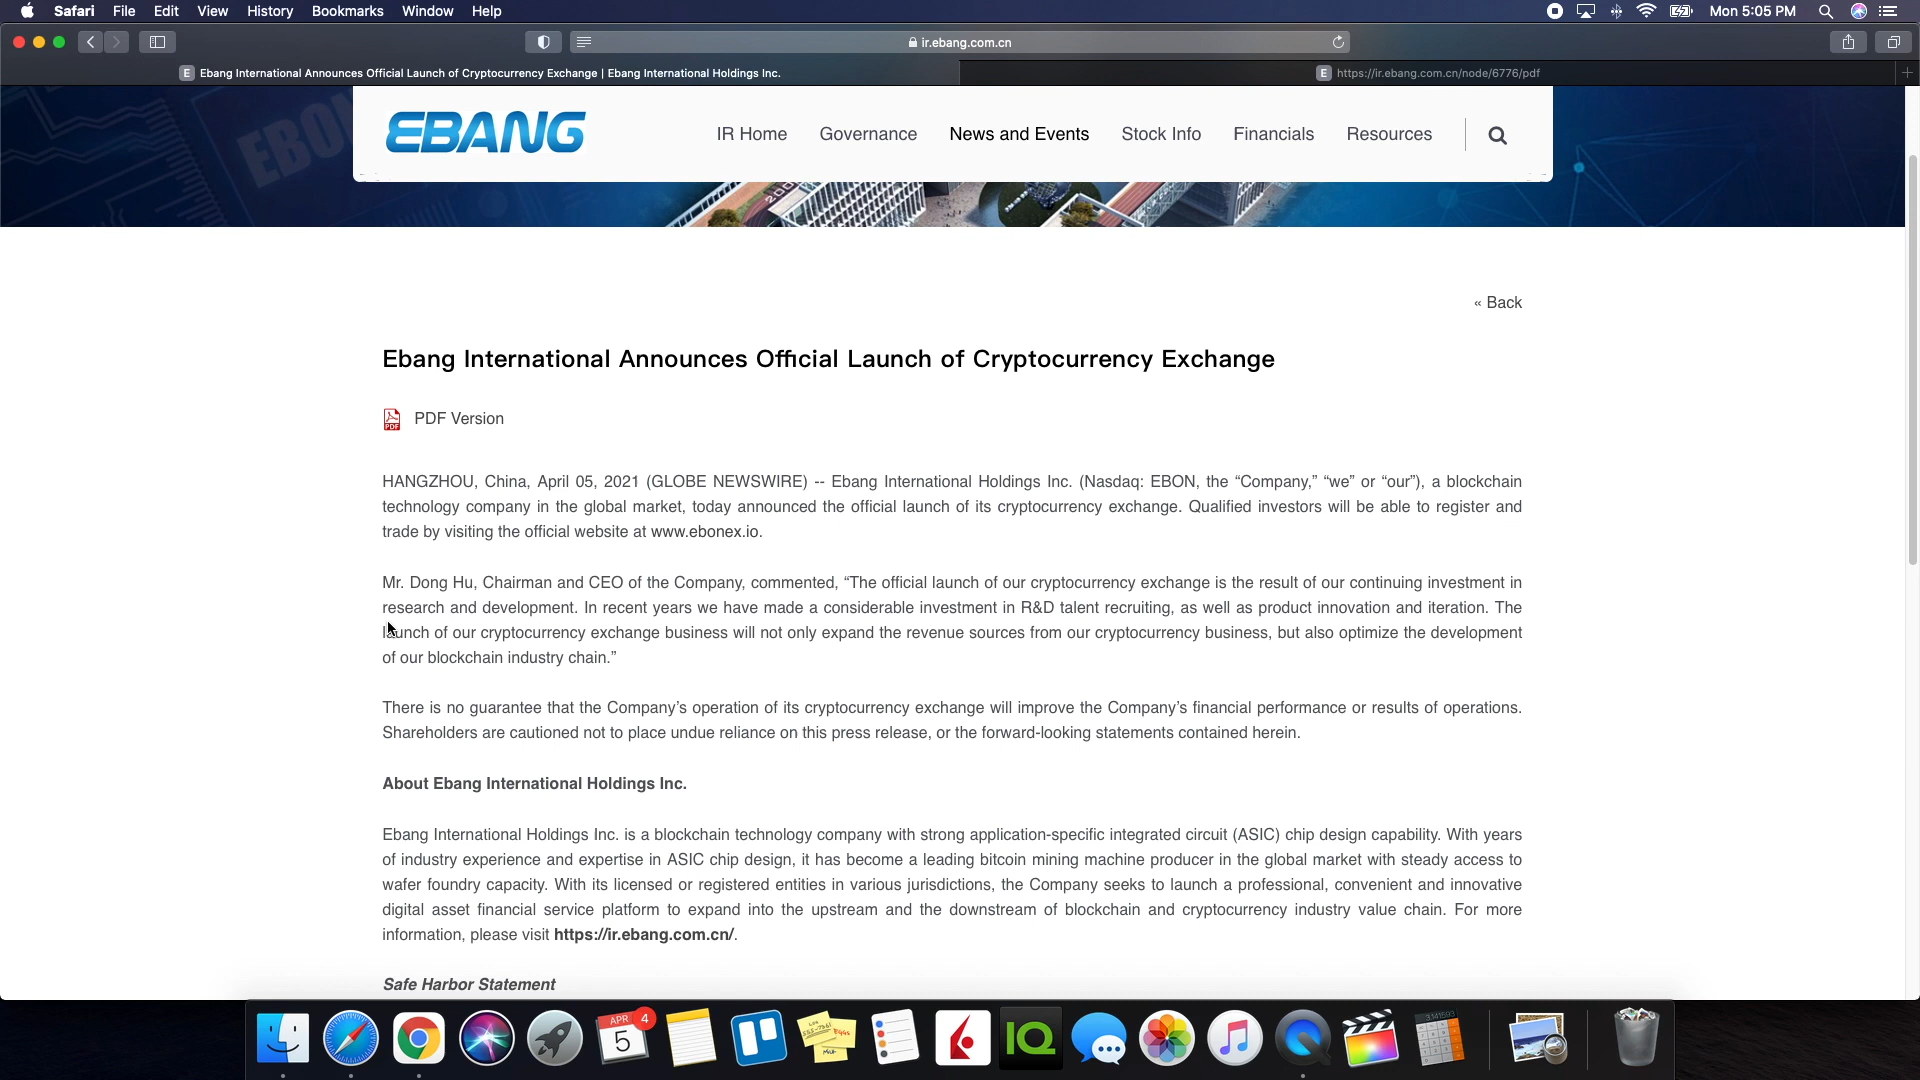 Safari File Edit View History Bookmarks Window Help Mon 5:05 PM
ir.ebang.com.cn
E Ebang International Announces Official Launch of Cryptocurrency Exchange | Ebang International Holdings Inc.
E https://ir.ebang.com.cn/node/6776/pdf
EBON
EBANG
IR Home Governance News and Events Stock Info Financials Resources
« Back
Ebang International Announces Official Launch of Cryptocurrency Exchange
PDF
PDF Version
HANGZHOU, China, April 05, 2021 (GLOBE NEWSWIRE) -- Ebang International Holdings Inc. (Nasdaq: EBON, the “Company,” “we” or “our”), a blockchain
technology company in the global market, today announced the official launch of its cryptocurrency exchange. Qualified investors will be able to register and
trade by visiting the official website at www.ebonex.io.
Mr. Dong Hu, Chairman and CEO of the Company, commented, “The official launch of our cryptocurrency exchange is the result of our continuing investment in
research and development. In recent years we have made a considerable investment in R&D talent recruiting, as well as product innovation and iteration. The
launch of our cryptocurrency exchange business will not only expand the revenue sources from our cryptocurrency business, but also optimize the development
of our blockchain industry chain.”
There is no guarantee that the Company’s operation of its cryptocurrency exchange will improve the Company’s financial performance or results of operations.
Shareholders are cautioned not to place undue reliance on this press release, or the forward-looking statements contained herein.
About Ebang International Holdings Inc.
Ebang International Holdings Inc. is a blockchain technology company with strong application-specific integrated circuit (ASIC) chip design capability. With years
of industry experience and expertise in ASIC chip design, it has become a leading bitcoin mining machine producer in the global market with steady access to
wafer foundry capacity. With its licensed or registered entities in various jurisdictions, the Company seeks to launch a professional, convenient and innovative
digital asset financial service platform to expand into the upstream and the downstream of blockchain and cryptocurrency industry value chain. For more
information, please visit https://ir.ebang.com.cn/.
Safe Harbor Statement
APR 5 4
IQ